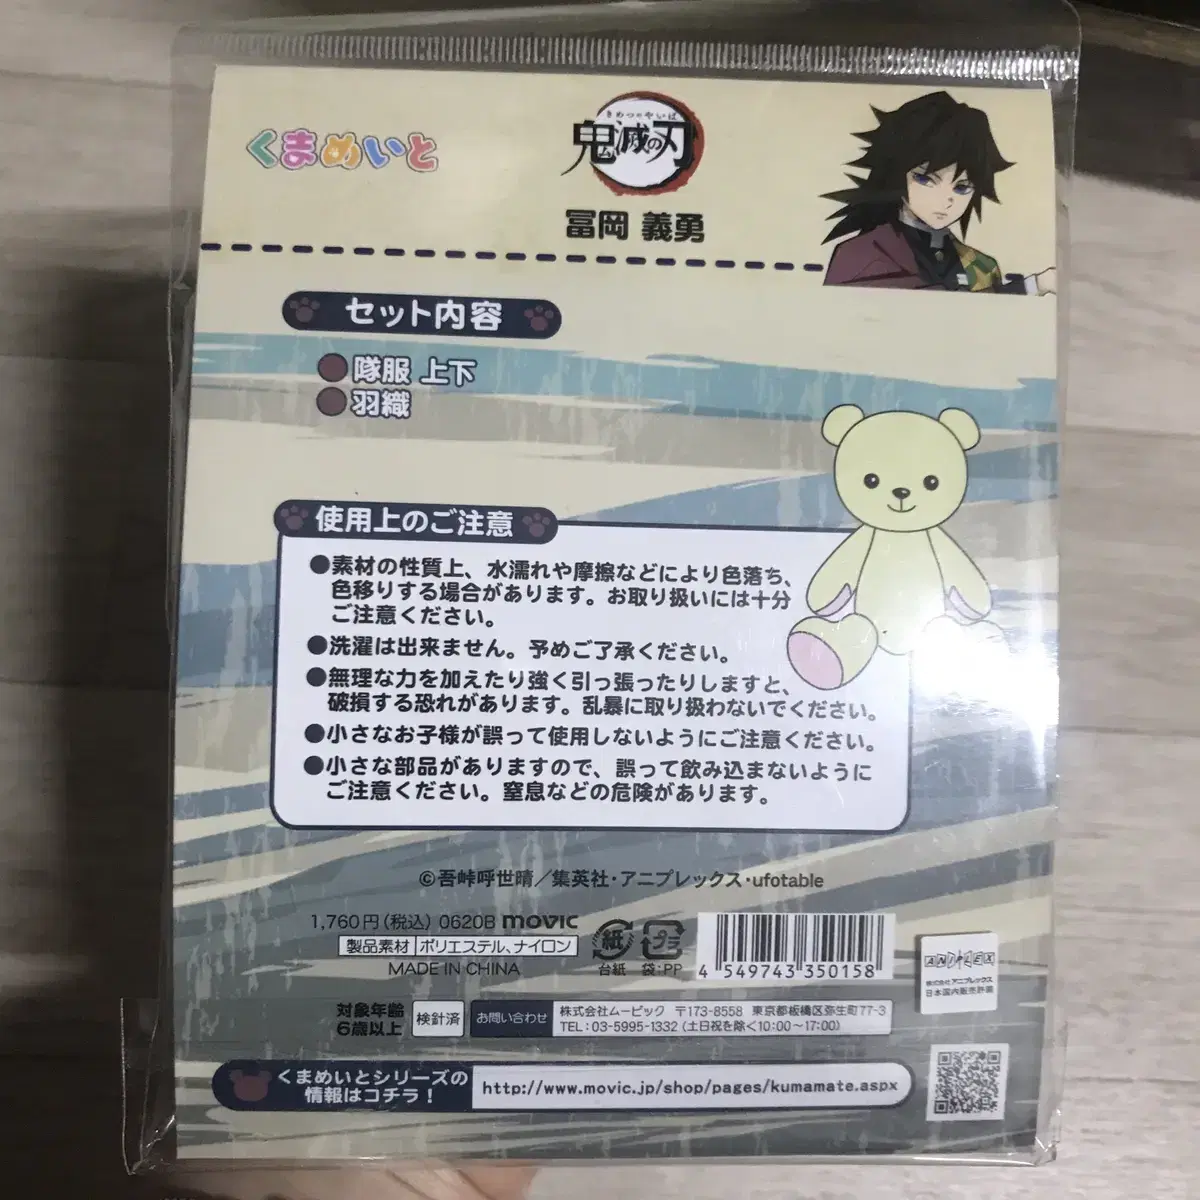 くまめいと
きめつのやいば
鬼滅の刃
冨岡 義勇
セット内容
●隊服 上下
●羽織
使用上のご注意
●素材の性質上、水濡れや摩擦などにより色落ち、
色移りする場合があります。お取り扱いには十分
ご注意ください。
●洗濯は出来ません。予めご了承ください。
●無理な力を加えたり強く引っ張ったりしますと、
破損する恐れがあります。乱暴に取り扱わないでください。
●小さなお子様が誤って使用しないようにご注意ください。
●小さな部品がありますので、誤って飲み込まないように
ご注意ください。窒息などの危険があります。
©吾峠呼世晴／集英社・アニプレックス・ufotable
1,760円(税込) 0620B movic
製品素材 ポリエステル、ナイロン
MADE IN CHINA
紙 プラ
台紙 袋:PP
4 549743 350158
ANIPLEX
株式会社アニプレックス
日本国内販売許諾
対象年齢
6歳以上
検針済
お問い合わせ
株式会社ムービック 〒173-8558 東京都板橋区弥生町77-3
TEL:03-5995-1332 (土日祝を除く10:00～17:00)
くまめいとシリーズの
情報はコチラ！
http://www.movic.jp/shop/pages/kumamate.aspx